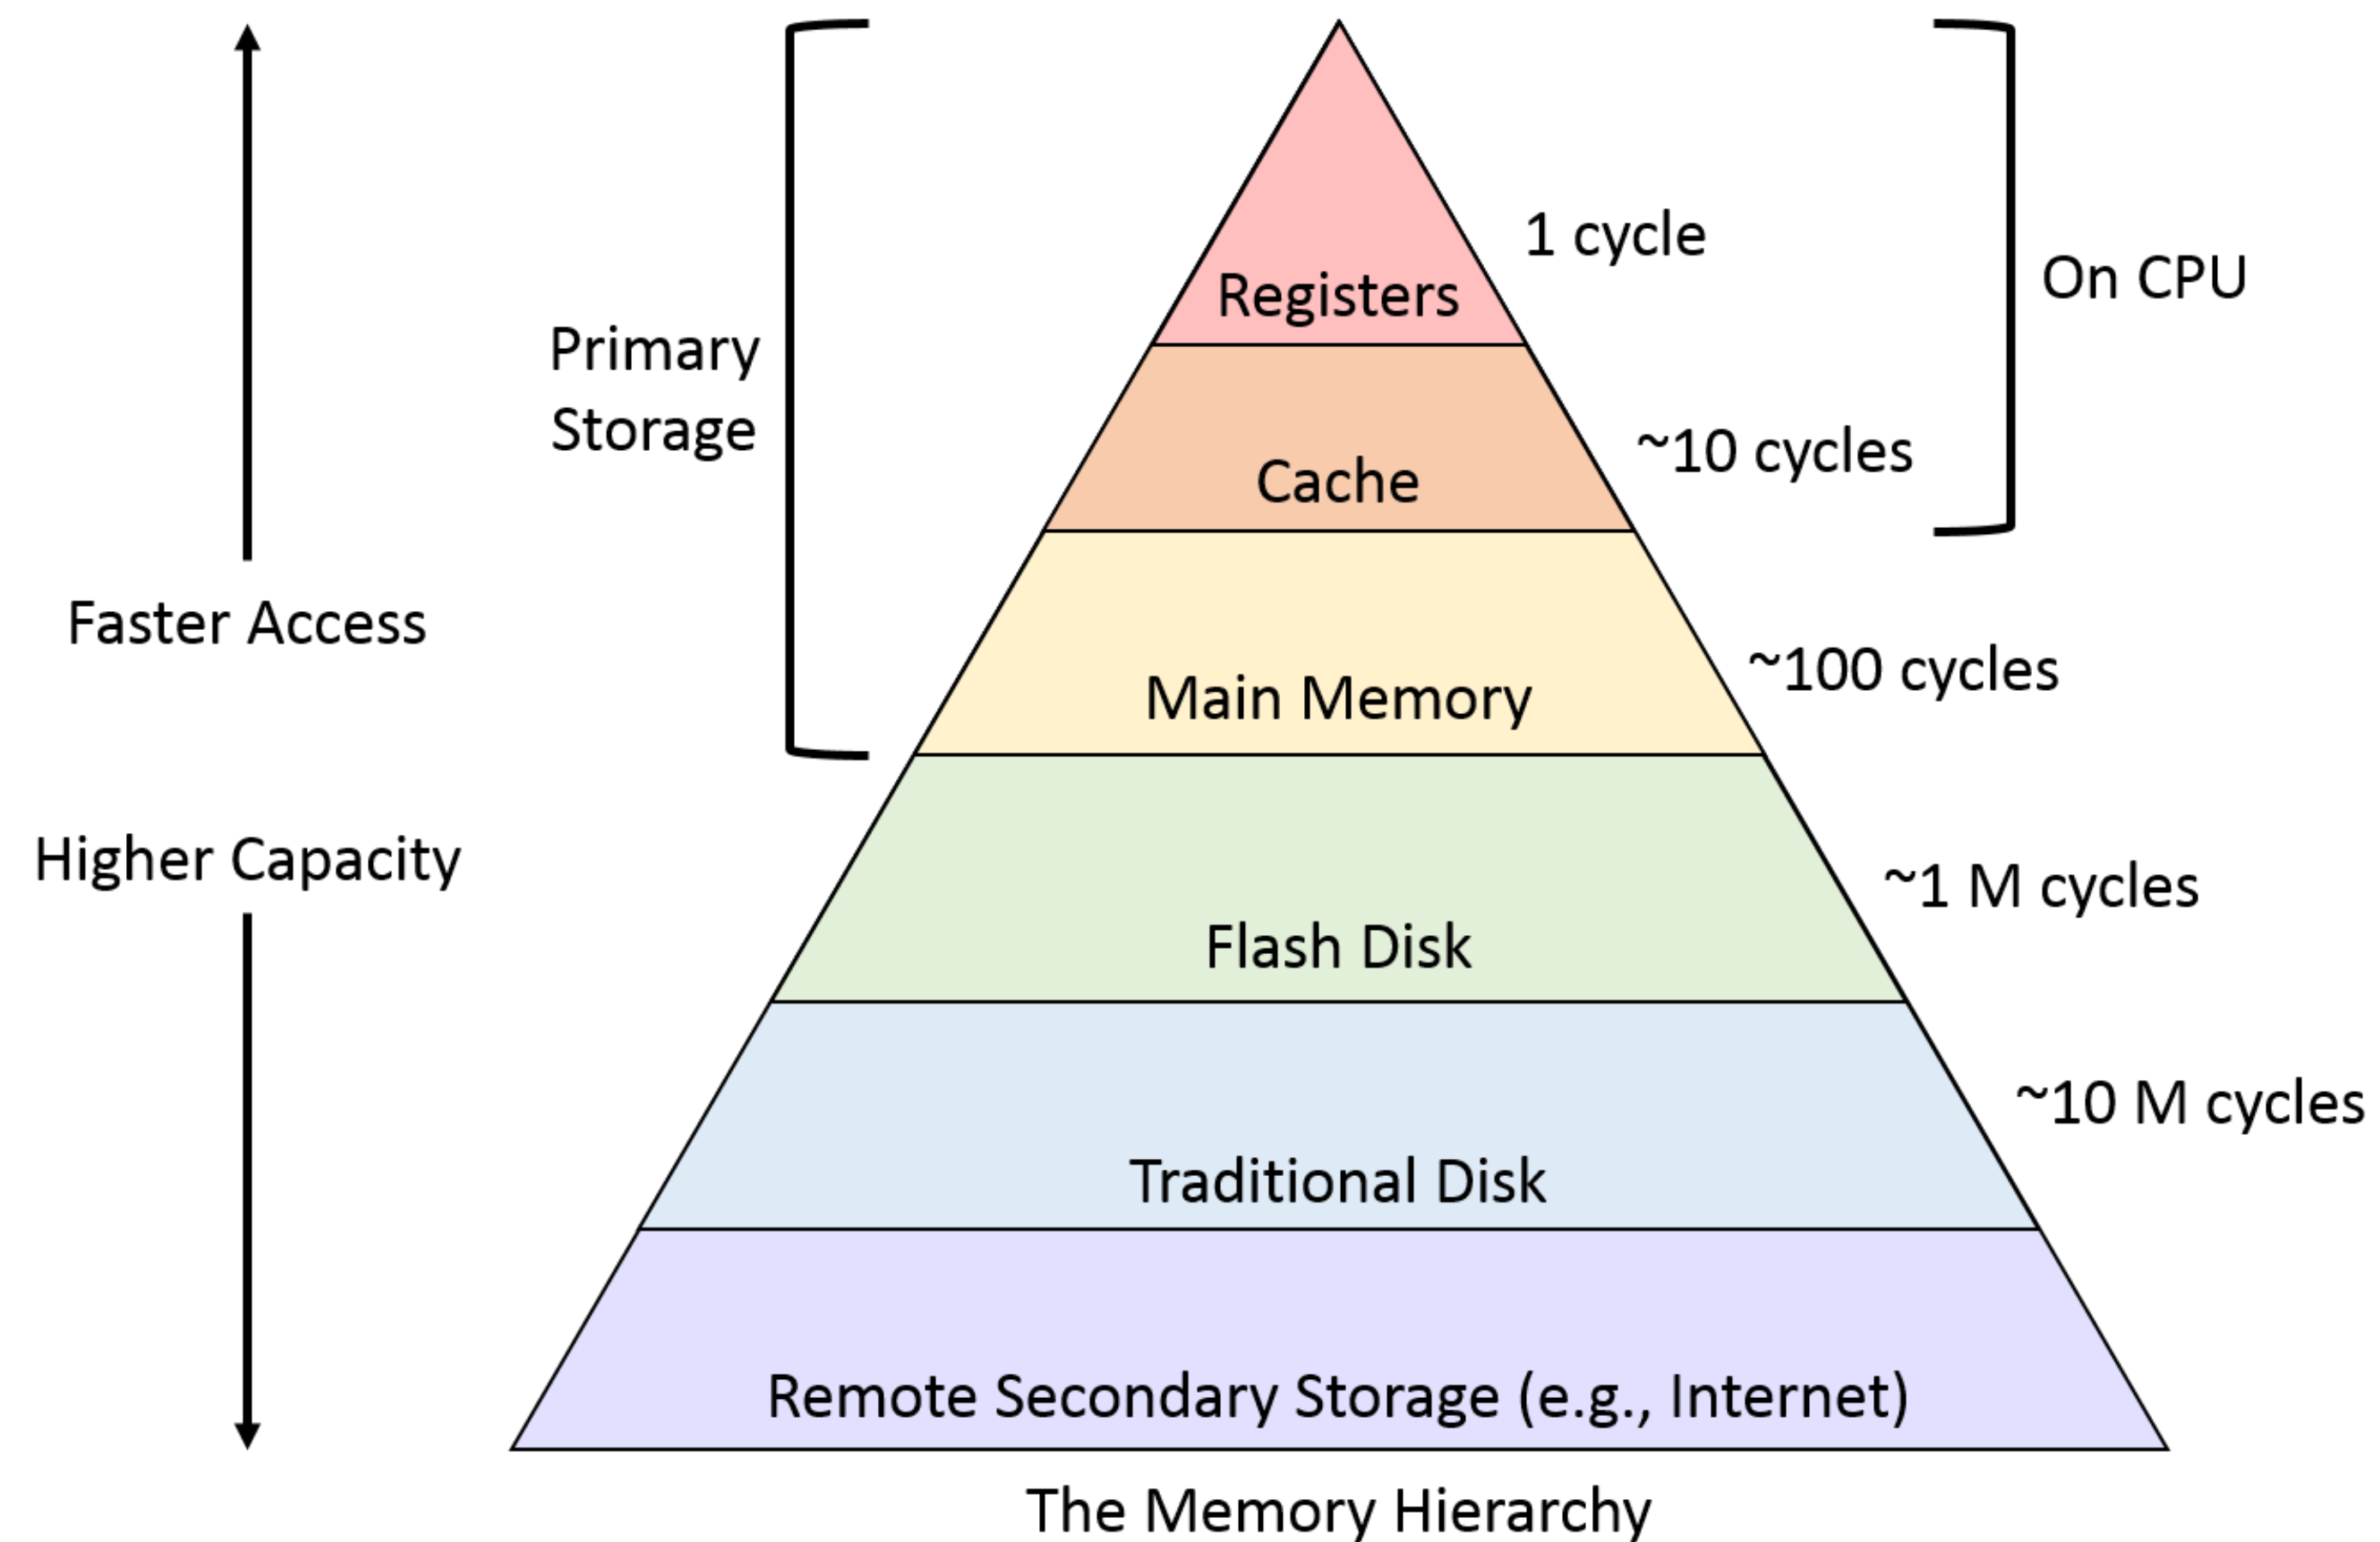 1 cycle
Registers
On CPU
Primary
Storage
~10 cycles
Cache
Faster Access
~100 cycles
Main Memory
Higher Capacity
~1 M cycles
Flash Disk
~10 M cycles
Traditional Disk
Remote Secondary Storage (e.g., Internet)
The Memory Hierarchy